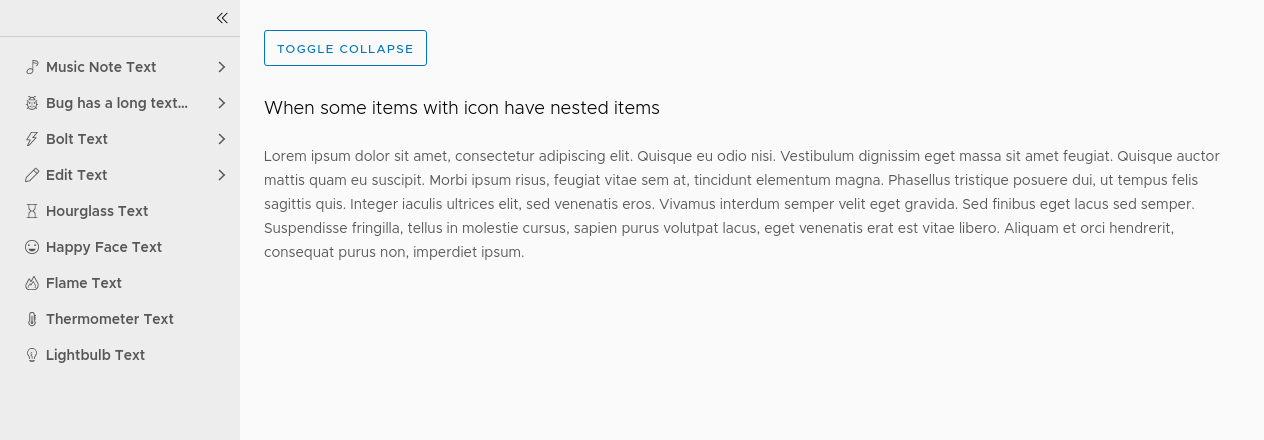 TOGGLE COLLAPSE
Music Note Text
Bug has a long text...
Bolt Text
Edit Text
Hourglass Text
Happy Face Text
Flame Text
Thermometer Text
Lightbulb Text
When some items with icon have nested items
Lorem ipsum dolor sit amet, consectetur adipiscing elit. Quisque eu odio nisi. Vestibulum dignissim eget massa sit amet feugiat. Quisque auctor
mattis quam eu suscipit. Morbi ipsum risus, feugiat vitae sem at, tincidunt elementum magna. Phasellus tristique posuere dui, ut tempus felis
sagittis quis. Integer iaculis ultrices elit, sed venenatis eros. Vivamus interdum semper velit eget gravida. Sed finibus eget lacus sed semper.
Suspendisse fringilla, tellus in molestie cursus, sapien purus volutpat lacus, eget venenatis erat est vitae libero. Aliquam et orci hendrerit,
consequat purus non, imperdiet ipsum.